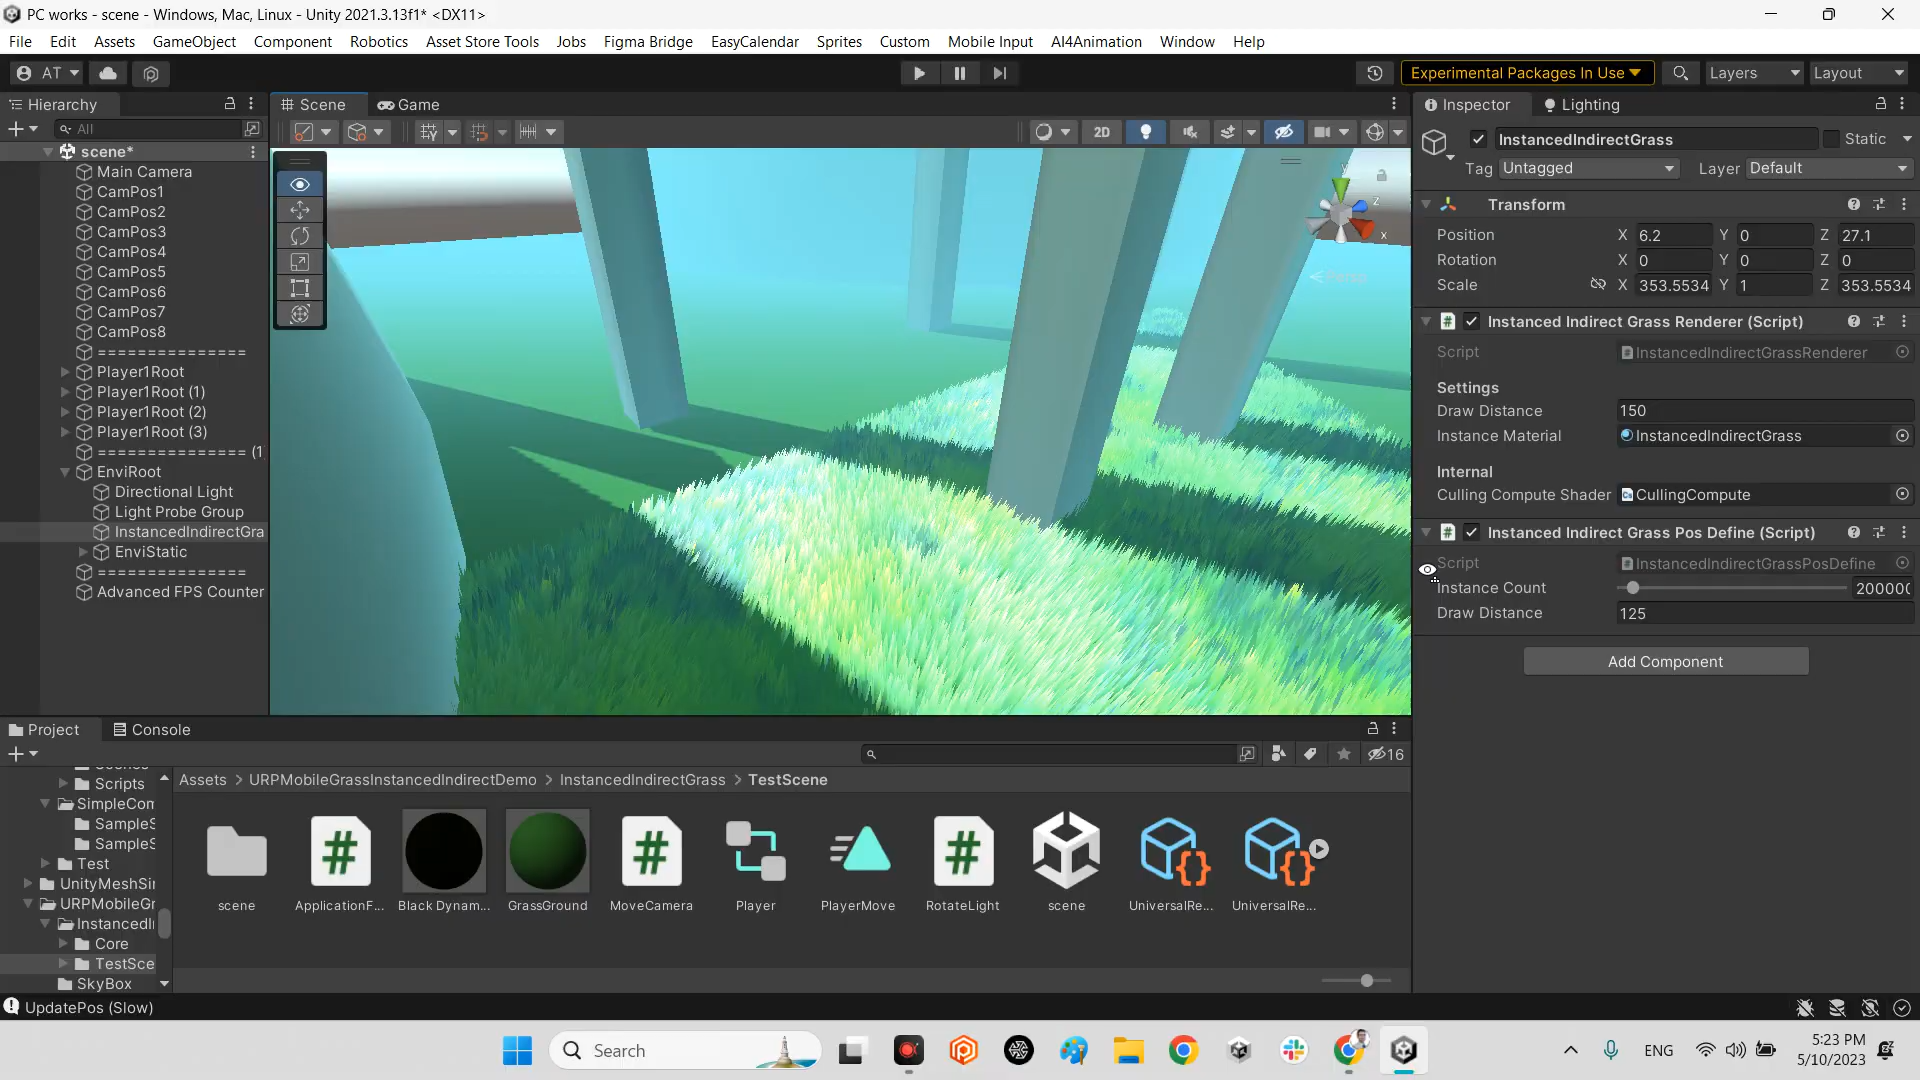 PC works - scene - Windows, Mac, Linux - Unity 2021.3.13f1* <DX11>
File Edit Assets GameObject Component Robotics Asset Store Tools Jobs Figma Bridge EasyCalendar Sprites Custom Mobile Input AI4Animation Window Help
AT Experimental Packages In Use Layers Layout
Hierarchy
All
scene*
Main Camera
CamPos1
CamPos2
CamPos3
CamPos4
CamPos5
CamPos6
CamPos7
CamPos8
===============
Player1Root
Player1Root (1)
Player1Root (2)
Player1Root (3)
=============== (1
EnviRoot
Directional Light
Light Probe Group
InstancedIndirectGra
EnviStatic
===============
Advanced FPS Counter
Scene Game
2D
y
z
x
Persp
Inspector Lighting
InstancedIndirectGrass Static
Tag Untagged Layer Default
Transform
Position X 6.2 Y 0 Z 27.1
Rotation X 0 Y 0 Z 0
Scale X 353.5534 Y 1 Z 353.5534
# Instanced Indirect Grass Renderer (Script)
Script InstancedIndirectGrassRenderer
Settings
Draw Distance 150
Instance Material InstancedIndirectGrass
Internal
Culling Compute Shader CullingCompute
# Instanced Indirect Grass Pos Define (Script)
Script InstancedIndirectGrassPosDefine
Instance Count 200000
Draw Distance 125
Add Component
Project Console
16
Scripts
SimpleCom
SampleS
SampleS
Test
UnityMeshSi
URPMobileGr
InstancedI
Core
TestSce
SkyBox
Assets > URPMobileGrassInstancedIndirectDemo > InstancedIndirectGrass > TestScene
scene
ApplicationF...
Black Dynam...
GrassGround
MoveCamera
Player
PlayerMove
RotateLight
scene
UniversalRe...
UniversalRe...
UpdatePos (Slow)
Search
ENG
5:23 PM
5/10/2023